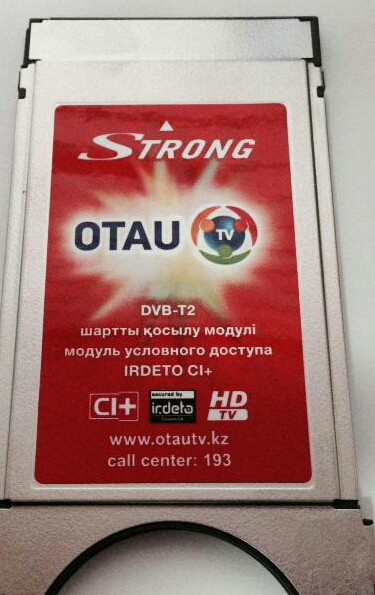 STRONG
OTAU TV
DVB-T2
шартты қосылу модулі
модуль условного доступа
IRDETO CI+
CI+
secured by
irdeto
HD
TV
www.otautv.kz
call center: 193